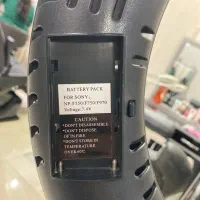 BATTERY PACK
FOR SONY:
NP-F550/F750/F950
Voltage:7.4V
CAUTION
*DON'T DISASSEMBLE
*DON'T DISPOSE
OF IN FIRE
*DON'T STORE IN
TEMPERATURE
OVER 60℃